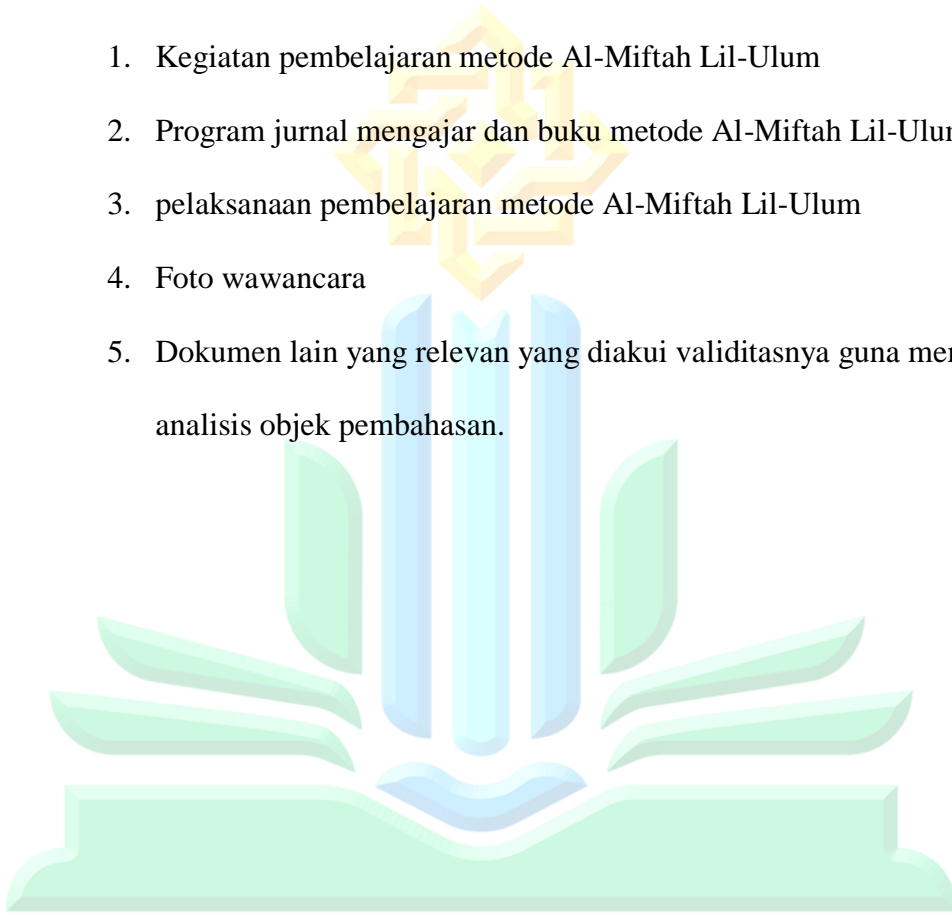 1. Kegiatan pembelajaran metode Al-Miftah Lil-Ulum
2. Program jurnal mengajar dan buku metode Al-Miftah
3. pelaksanaan pembelajaran metode Al-Miftah Lil-Ulum
4. Foto wawancara
5. Dokumen lain yang relevan yang diakui validitasnya guna
analisis objek pembahasan.